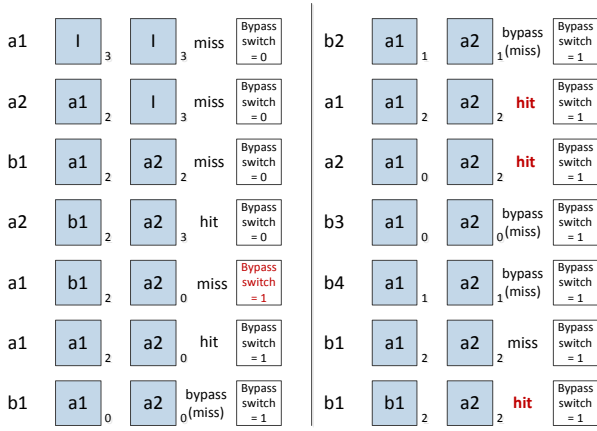 a1 I 3 I 3 miss Bypass switch = 0
a2 a1 2 I 3 miss Bypass switch = 0
b1 a1 2 a2 2 miss Bypass switch = 0
a2 b1 2 a2 3 hit Bypass switch = 0
a1 b1 2 a2 0 miss Bypass switch = 1
a1 a1 2 a2 0 hit Bypass switch = 1
b1 a1 0 a2 0 bypass (miss) Bypass switch = 1
b2 a1 1 a2 1 bypass (miss) Bypass switch = 1
a1 a1 2 a2 2 hit Bypass switch = 1
a2 a1 0 a2 2 hit Bypass switch = 1
b3 a1 0 a2 0 bypass (miss) Bypass switch = 1
b4 a1 1 a2 1 bypass (miss) Bypass switch = 1
b1 a1 2 a2 2 miss Bypass switch = 1
b1 b1 2 a2 2 hit Bypass switch = 1